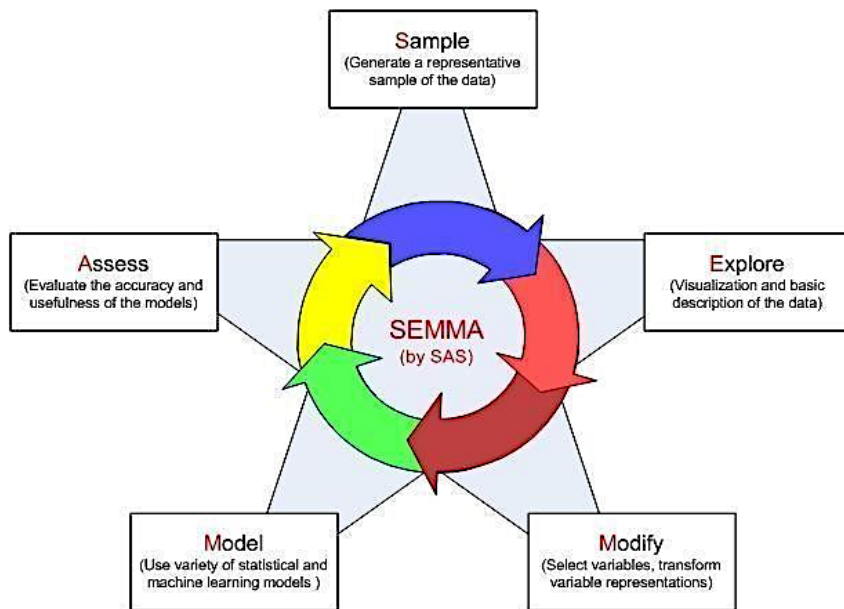 Sample
(Generate a representative
sample of the data)
Assess
(Evaluate the accuracy and
usefulness of the models)
Explore
(Visualization and basic
description of the data)
SEMMA
(by SAS)
Model
(Use variety of statistical and
machine learning models )
Modify
(Select variables, transform
variable representations)